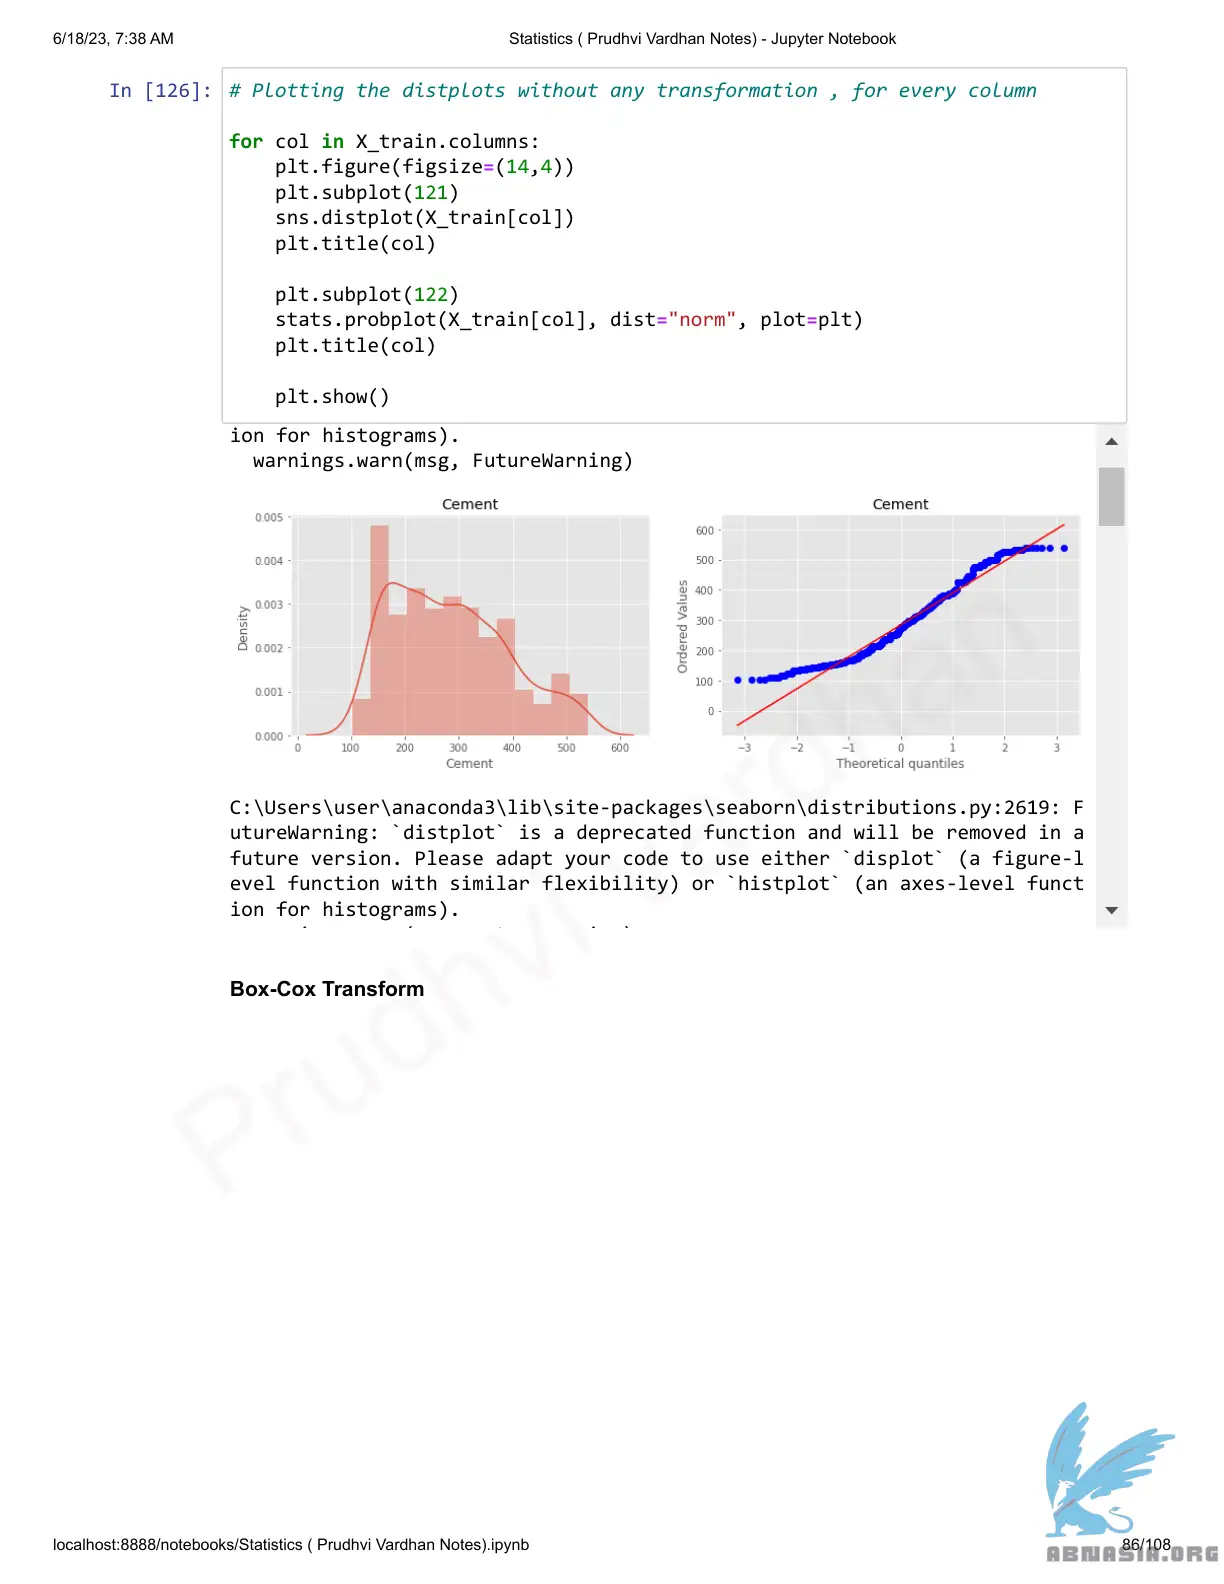 6/18/23, 7:38 AM
Statistics ( Prudhvi Vardhan Notes) - Jupyter Notebook
In [126]:
# Plotting the distplots without any transformation , for every column
for col in X_train.columns:
    plt.figure(figsize=(14,4))
    plt.subplot(121)
    sns.distplot(X_train[col])
    plt.title(col)
    plt.subplot(122)
    stats.probplot(X_train[col], dist="norm", plot=plt)
    plt.title(col)
    plt.show()
ion for histograms).
  warnings.warn(msg, FutureWarning)
Cement
0.005
0.004
0.003
0.002
0.001
0.000
Density
0 100 200 300 400 500 600
Cement
Cement
600
500
400
300
200
100
0
Ordered Values
−3 −2 −1 0 1 2 3
Theoretical quantiles
C:\Users\user\anaconda3\lib\site-packages\seaborn\distributions.py:2619: F
utureWarning: `distplot` is a deprecated function and will be removed in a
future version. Please adapt your code to use either `displot` (a figure-l
evel function with similar flexibility) or `histplot` (an axes-level funct
ion for histograms).
Box-Cox Transform
Prudhvi Vardhan
localhost:8888/notebooks/Statistics ( Prudhvi Vardhan Notes).ipynb
86/108
ABNASIA.ORG